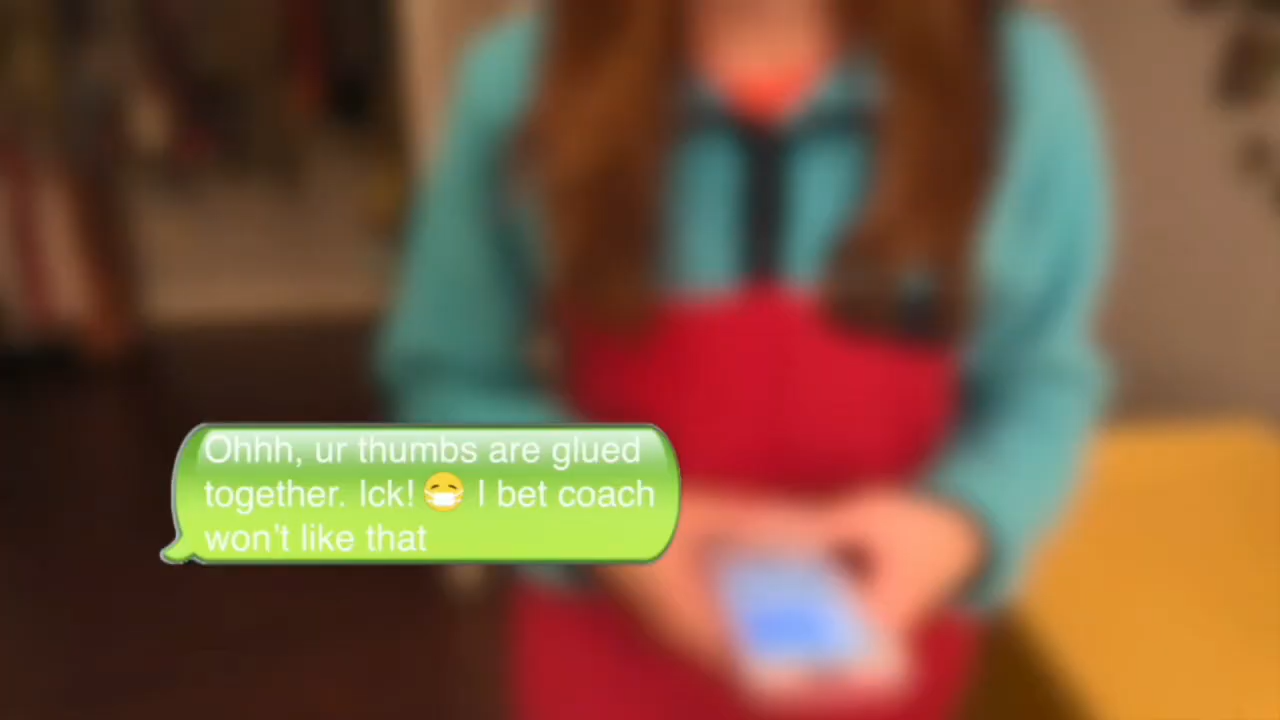 Ohhh, ur thumbs are glued
together. Ick! 😷 I bet coach
won't like that